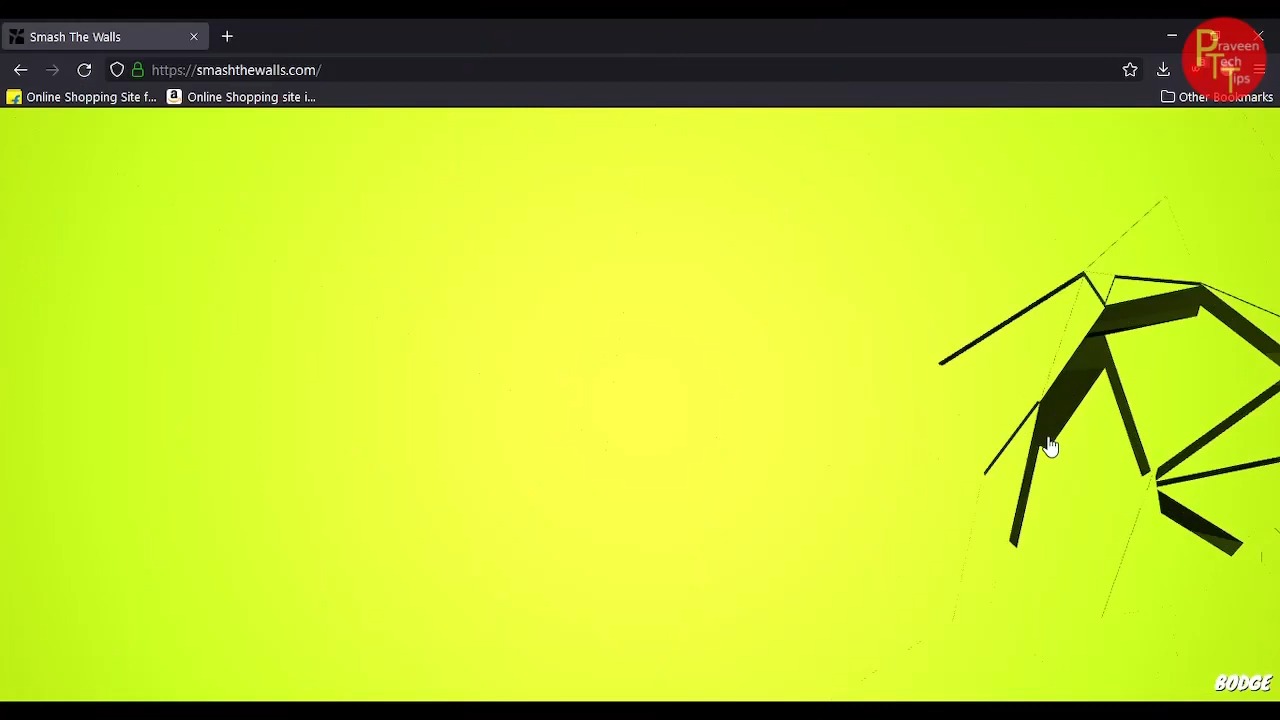 Smash The Walls
Praveen
Tech
Tips
https://smashthewalls.com/
Online Shopping Site f...
Online Shopping site i...
Other Bookmarks
BODGE